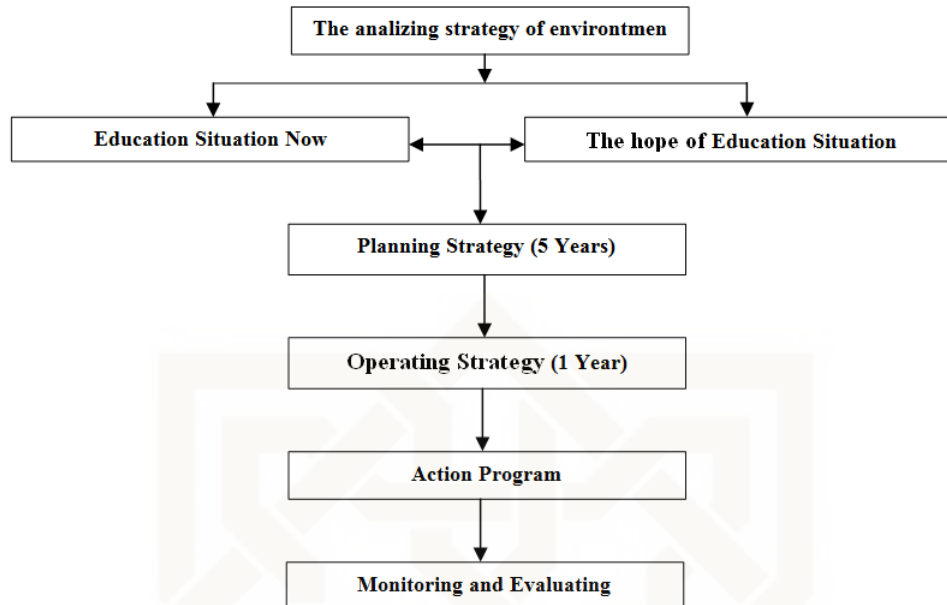 The analizing strategy of environtmen
Education Situation Now
The hope of Education Situation
Planning Strategy (5 Years)
Operating Strategy (1 Year)
Action Program
Monitoring and Evaluating